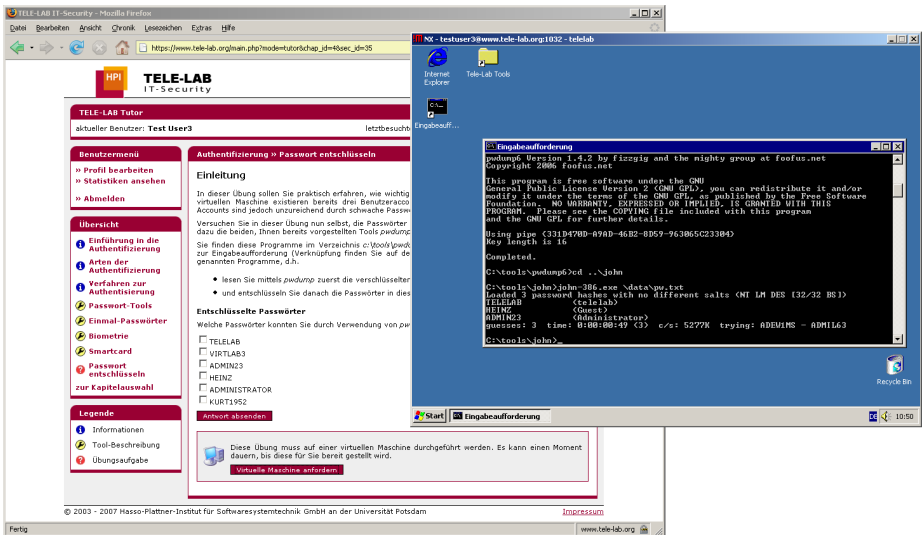 TELE-LAB IT-Security - Mozilla Firefox
Datei Bearbeiten Ansicht Chronik Lesezeichen Extras Hilfe
https://www.tele-lab.org/main.php?mode=tutor&chap_id=4&sec_id=35
HPI
TELE-LAB
IT-Security
TELE-LAB Tutor
aktueller Benutzer: Test User3
letztbesucht
Benutzermenü
» Profil bearbeiten
» Statistiken ansehen
» Abmelden
Übersicht
Einführung in die
Authentifizierung
Arten der
Authentifizierung
Verfahren zur
Authentisierung
Passwort-Tools
Einmal-Passwörter
Biometrie
Smartcard
Passwort
entschlüsseln
zur Kapitelauswahl
Legende
Informationen
Tool-Beschreibung
Übungsaufgabe
Authentifizierung » Passwort entschlüsseln
Einleitung
In dieser Übung sollen Sie praktisch erfahren, wie wichtig
virtuellen Maschine existieren bereits drei Benutzeracco
Accounts sind jedoch unzureichend durch schwache Passw
Versuchen Sie in dieser Übung nun selbst, die Passwörter
dazu die beiden, Ihnen bereits vorgestellten Tools pwdump
Sie finden diese Programme im Verzeichnis c:\tools\pwd
zur Eingabeaufforderung (Verknüpfung finden Sie auf de
genannten Programme, d.h.
• lesen Sie mittels pwdump zuerst die verschlüsselter
• und entschlüsseln Sie danach die Passwörter in dies
Entschlüsselte Passwörter
Welche Passwörter konnten Sie durch Verwendung von pw
TELELAB
VIRTLAB3
ADMIN23
HEINZ
ADMINISTRATOR
KURT1952
Antwort absenden
Diese Übung muss auf einer virtuellen Maschine durchgeführt werden. Es kann einen Moment
dauern, bis diese für Sie bereit gestellt wird.
Virtuelle Maschine anfordern
© 2003 - 2007 Hasso-Plattner-Institut für Softwaresystemtechnik GmbH an der Universität Potsdam
Impressum
Fertig
www.tele-lab.org
NX - testuser3@www.tele-lab.org:1032 - telelab
Internet
Explorer
Tele-Lab Tools
Eingabeauff...
Eingabeaufforderung
pwdump6 Version 1.4.2 by fizzgig and the mighty group at foofus.net
Copyright 2006 foofus.net
This program is free software under the GNU
General Public License Version 2 (GNU GPL), you can redistribute it and/or
modify it under the terms of the GNU GPL, as published by the Free Software
Foundation. NO WARRANTY, EXPRESSED OR IMPLIED, IS GRANTED WITH THIS
PROGRAM. Please see the COPYING file included with this program
and the GNU GPL for further details.
Using pipe {331D470D-A9AD-46B2-8D59-963065C23304}
Key length is 16
Completed.
C:\tools\pwdump6>cd ..\john
C:\tools\john>john-386.exe \data\pw.txt
Loaded 3 password hashes with no different salts (NT LM DES [32/32 BS])
TELELAB (telelab)
HEINZ (Guest)
ADMIN23 (Administrator)
guesses: 3 time: 0:00:00:49 (3) c/s: 5277K trying: ADEWIMS - ADMIL63
C:\tools\john>_
Recycle Bin
Start
Eingabeaufforderung
DE
10:50